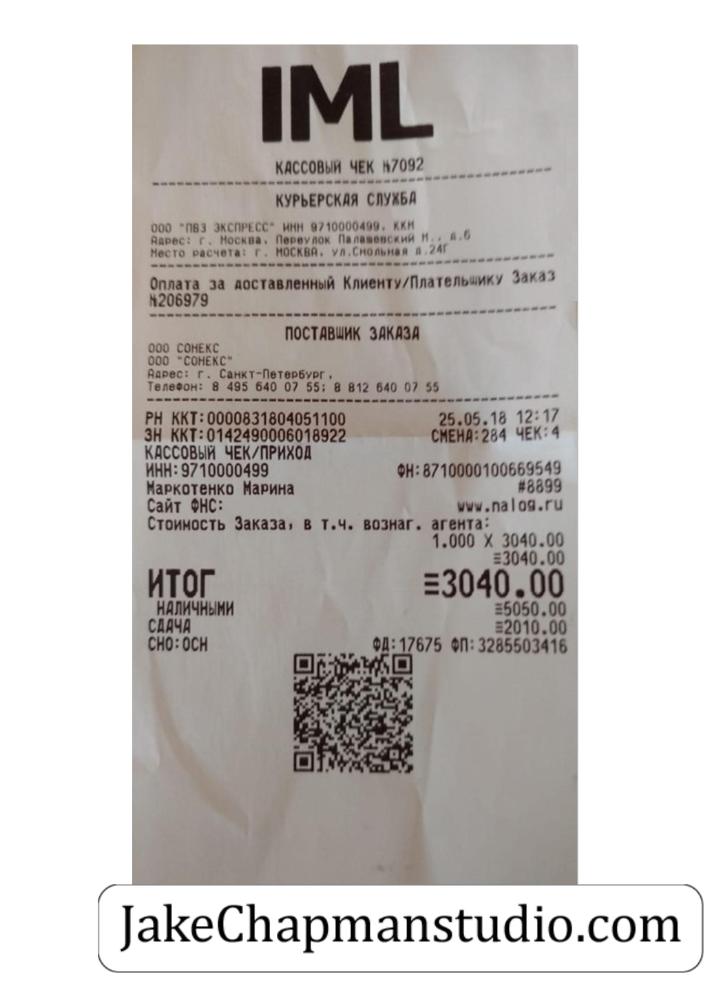 IML
КАССОВЫЙ ЧЕК №7092
КУРЬЕРСКАЯ СЛУЖБА
ООО "ПВЗ ЭКСПРЕСС" ИНН 9710000499, ККМ
Адрес: г. Москва, Переулок Палашевский М., д.6
Место расчета: г. МОСКВА, ул.Смольная д.24Г
Оплата за доставленный Клиенту/Плательщику Заказ
№206979
ПОСТАВЩИК ЗАКАЗА
ООО СОНЕКС
ООО "СОНЕКС"
Адрес: г. Санкт-Петербург,
Телефон: 8 495 640 07 55; 8 812 640 07 55
РН ККТ:0000831804051100 25.05.18 12:17
ЗН ККТ:0142490006018922 СМЕНА:284 ЧЕК:4
КАССОВЫЙ ЧЕК/ПРИХОД
ИНН:9710000499 ФН:8710000100669549
Маркотенко Марина #8899
Сайт ФНС: www.nalog.ru
Стоимость Заказа, в т.ч. вознаг. агента:
1.000 X 3040.00
≡3040.00
ИТОГ ≡3040.00
НАЛИЧНЫМИ ≡5050.00
СДАЧА ≡2010.00
СНО:ОСН ФД:17675 ФП:3285503416
JakeChapmanstudio.com